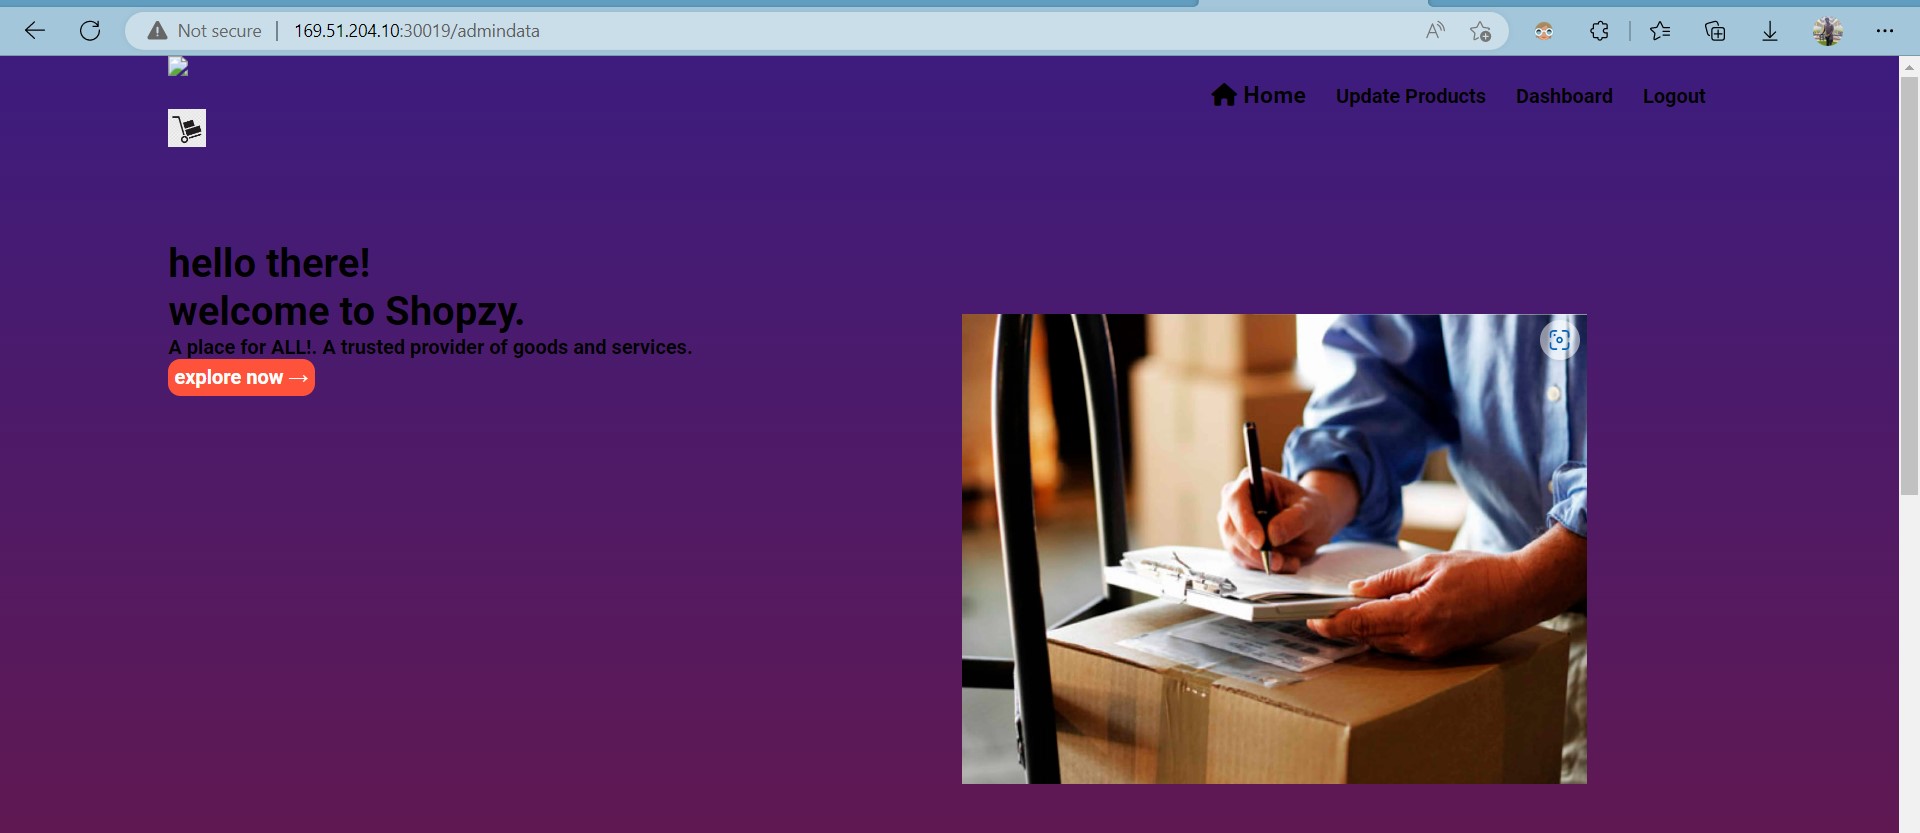 Not secure | 169.51.204.10:30019/admindata
Home Update Products Dashboard Logout
hello there!
welcome to Shopzy.
A place for ALL!. A trusted provider of goods and services.
explore now →